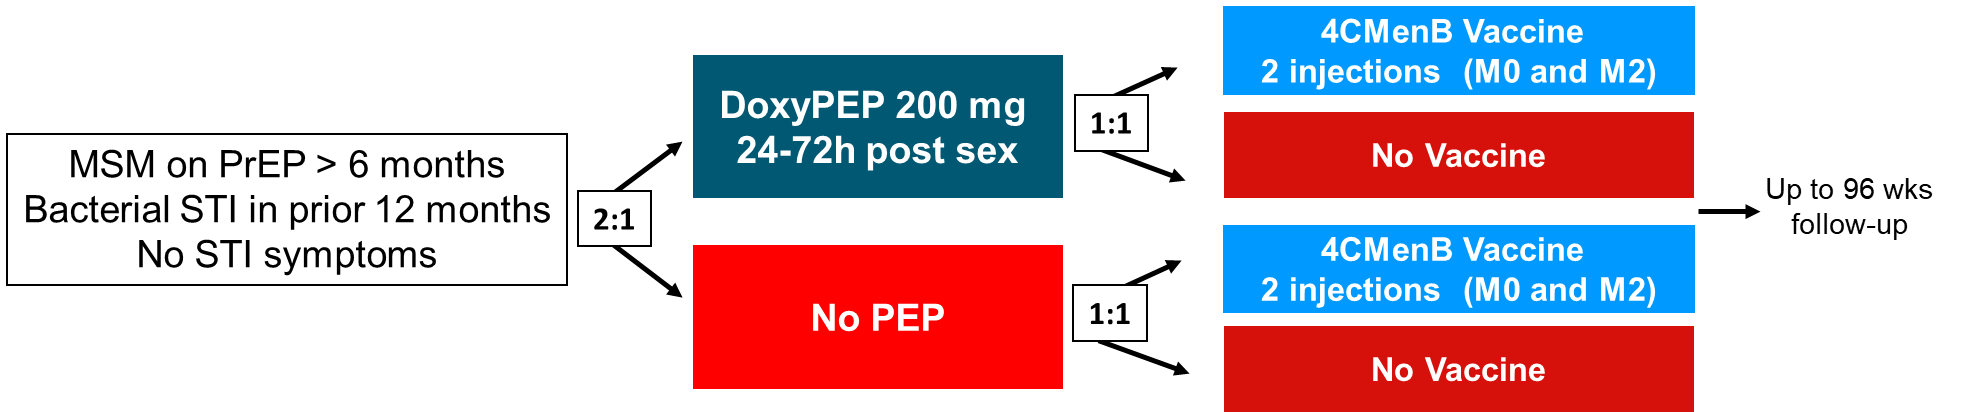 MSM on PrEP > 6 months
Bacterial STI in prior 12 months
No STI symptoms
2:1
DoxyPEP 200 mg
24-72h post sex
No PEP
1:1
1:1
4CMenB Vaccine
2 injections (M0 and M2)
No Vaccine
4CMenB Vaccine
2 injections (M0 and M2)
No Vaccine
Up to 96 wks
follow-up